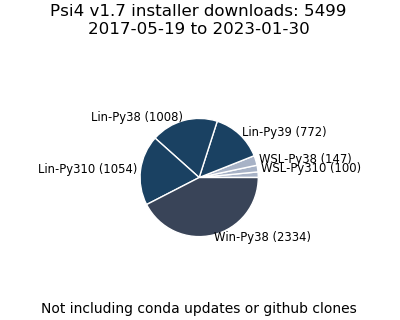 Psi4 v1.7 installer downloads: 5499
2017-05-19 to 2023-01-30
Lin-Py38 (1008)
Lin-Py39 (772)
WSL-Py38 (147)
WSL-Py310 (100)
Lin-Py310 (1054)
Win-Py38 (2334)
Not including conda updates or github clones